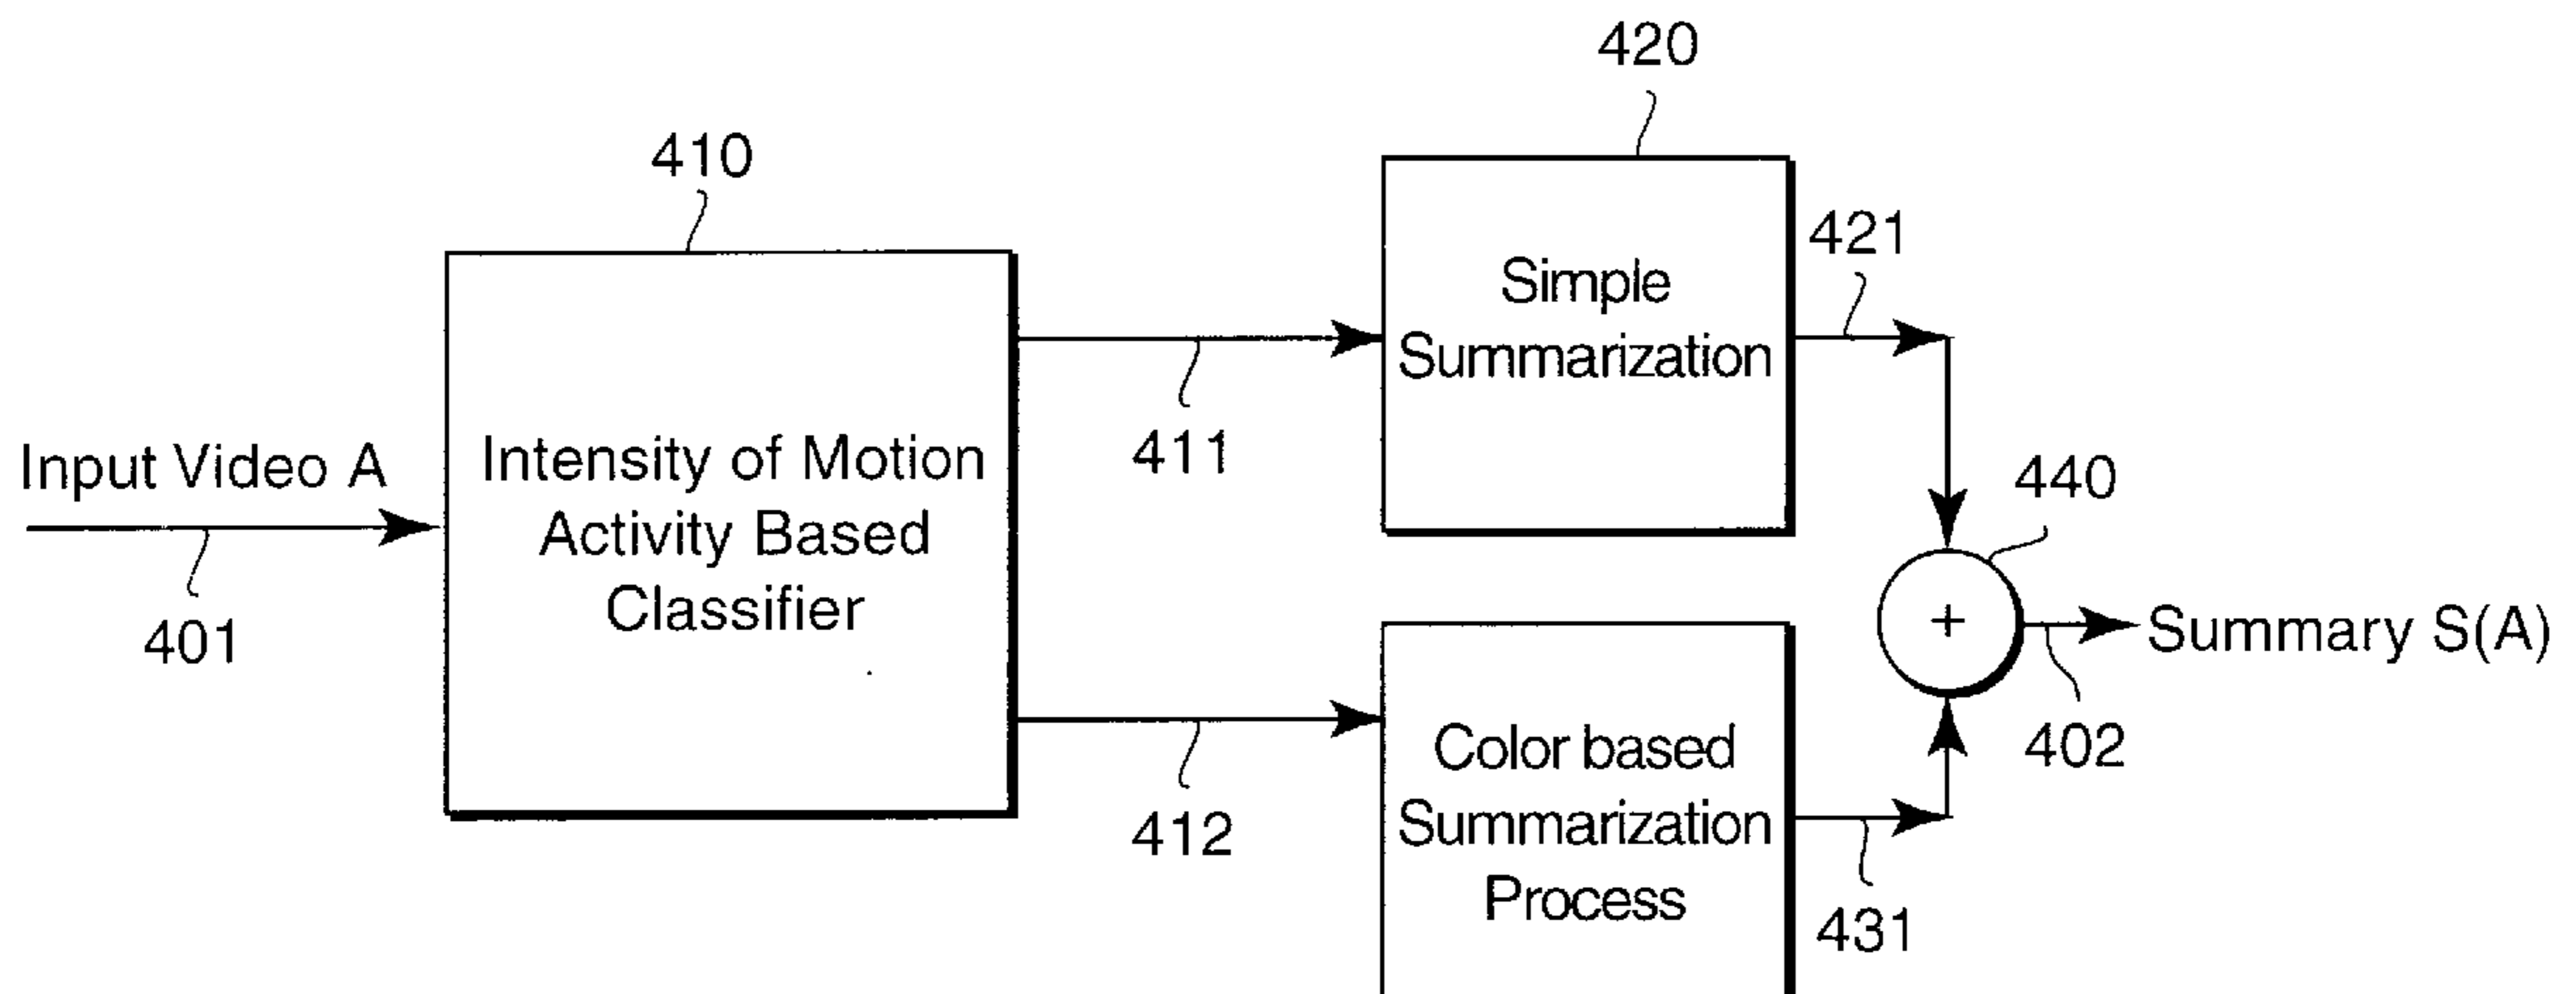 420
410
421
Simple
Summarization
411
440
Input Video A
Intensity of Motion
Activity Based
Classifier
401
+
Summary S(A)
402
412
Color based
Summarization
Process
431